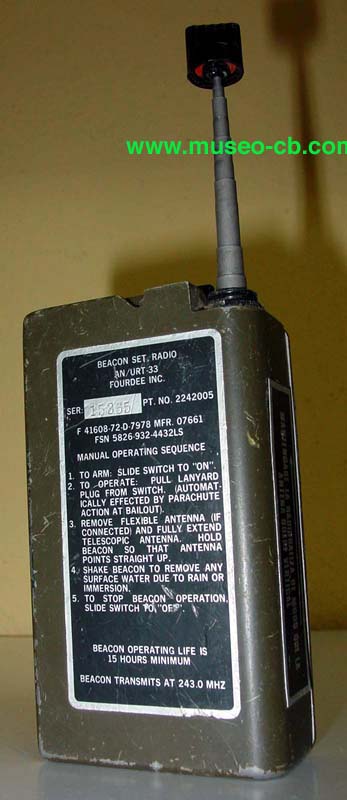 www.museo-cb.com
BEACON SET, RADIO
AN/URT-33
FOURDEE INC.
SER: 15835 PT. NO. 2242005
F 41608-72-D-7978 MFR. 07661
FSN 5826-932-4432LS
MANUAL OPERATING SEQUENCE
1. TO ARM: SLIDE SWITCH TO "ON".
2. TO OPERATE: PULL LANYARD
PLUG FROM SWITCH. (AUTOMAT-
ICALLY EFFECTED BY PARACHUTE
ACTION AT BAILOUT).
3. REMOVE FLEXIBLE ANTENNA (IF
CONNECTED) AND FULLY EXTEND
TELESCOPIC ANTENNA. HOLD
BEACON SO THAT ANTENNA
POINTS STRAIGHT UP.
4. SHAKE BEACON TO REMOVE ANY
SURFACE WATER DUE TO RAIN OR
IMMERSION.
5. TO STOP BEACON OPERATION,
SLIDE SWITCH TO "OFF".
BEACON OPERATING LIFE IS
15 HOURS MINIMUM
BEACON TRANSMITS AT 243.0 MHZ